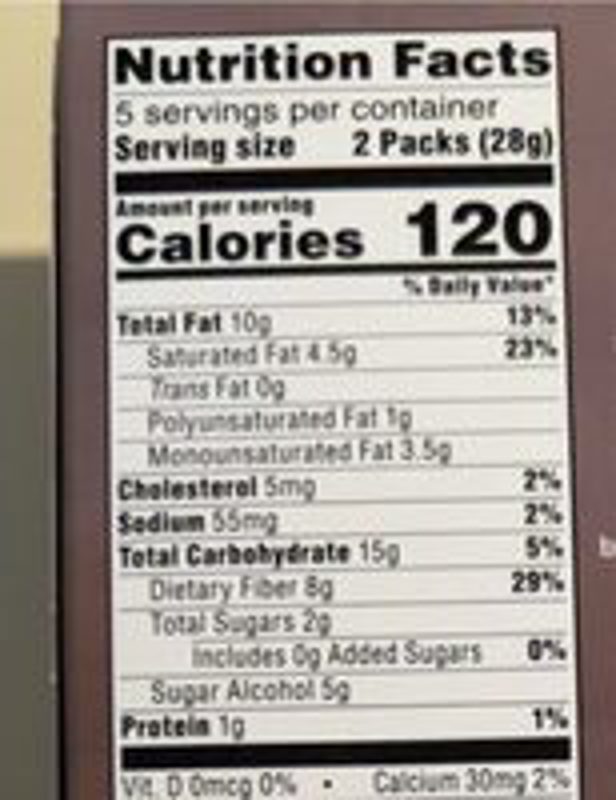 Nutrition Facts
5 servings per container
Serving size 2 Packs (28g)
Amount per serving
Calories 120
% Daily Value*
Total Fat 10g 13%
Saturated Fat 4.5g 23%
Trans Fat 0g
Polyunsaturated Fat 1g
Monounsaturated Fat 3.5g
Cholesterol 5mg 2%
Sodium 55mg 2%
Total Carbohydrate 15g 5%
Dietary Fiber 8g 29%
Total Sugars 2g
Includes 0g Added Sugars 0%
Sugar Alcohol 5g
Protein 1g 1%
Vit. D 0mcg 0% • Calcium 30mg 2%